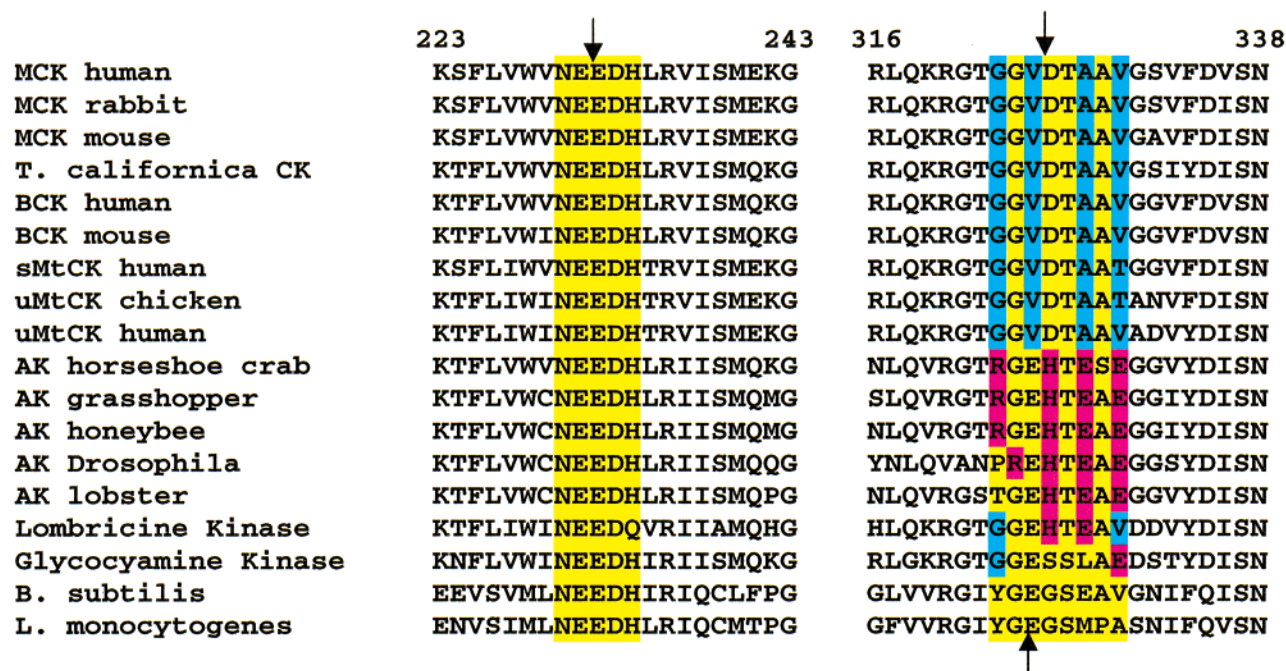 223 243 316 338
MCK human KSFLVWVNEEDHLRVISMEKG RLQKRGTGGVDTAAVGSVFDVSN
MCK rabbit KSFLVWVNEEDHLRVISMEKG RLQKRGTGGVDTAAVGSVFDISN
MCK mouse KSFLVWVNEEDHLRVISMEKG RLQKRGTGGVDTAAVGAVFDISN
T. californica CK KTFLVWVNEEDHLRVISMQKG RLQKRGTGGVDTAAVGSIYDISN
BCK human KTFLVWVNEEDHLRVISMQKG RLQKRGTGGVDTAAVGGVFDVSN
BCK mouse KTFLVWINEEDHLRVISMQKG RLQKRGTGGVDTAAVGGVFDVSN
sMtCK human KSFLIWVNEEDHTRVISMEKG RLQKRGTGGVDTAATGGVFDISN
uMtCK chicken KTFLIWINEEDHTRVISMEKG RLQKRGTGGVDTAATANVFDISN
uMtCK human KTFLIWINEEDHTRVISMEKG RLQKRGTGGVDTAAVADVYDISN
AK horseshoe crab KTFLVWVNEEDHLRIISMQKG NLQVRGTRGEHTESEGGVYDISN
AK grasshopper KTFLVWCNEEDHLRIISMQMG SLQVRGTRGEHTEAEGGIYDISN
AK honeybee KTFLVWCNEEDHLRIISMQMG NLQVRGTRGEHTEAEGGIYDISN
AK Drosophila KTFLVWCNEEDHLRIISMQQG YNLQVANPREHTEAEGGSYDISN
AK lobster KTFLVWCNEEDHLRIISMQPG NLQVRGSTGEHTEAEGGVYDISN
Lombricine Kinase KTFLIWINEEDQVRIIAMQHG HLQKRGTGGEHTEAVDDVYDISN
Glycocyamine Kinase KNFLVWINEEDHIRIISMQKG RLGKRGTGGESSLAEDSTYDISN
B. subtilis EEVSVMLNEEDHIRIQCLFPG GLVVRGIYGEGSEAVGNIFQISN
L. monocytogenes ENVSIMLNEEDHLRIQCMTPG GFVVRGIYGEGSMPASNIFQVSN